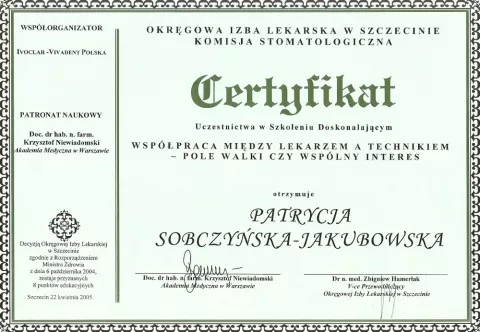 WSPÓŁORGANIZATOR
IVOCLAR -VIVADENT POLSKA
PATRONAT NAUKOWY
Doc. dr hab. n. farm.
Krzysztof Niewiadomski
Akademia Medyczna w Warszawie
Decyzją Okręgowej Izby Lekarskiej
w Szczecinie
zgodnie z Rozporządzeniem
Ministra Zdrowia
z dnia 6 października 2004,
zostaje przyznanych
8 punktów edukacyjnych
Szczecin 22 kwietnia 2005.
OKRĘGOWA IZBA LEKARSKA W SZCZECINIE
KOMISJA STOMATOLOGICZNA
Certyfikat
Uczestnictwa w Szkoleniu Doskonalającym
WSPÓŁPRACA MIĘDZY LEKARZEM A TECHNIKIEM
– POLE WALKI CZY WSPÓLNY INTERES
otrzymuje
PATRYCJA
SOBCZYŃSKA-JAKUBOWSKA
Doc. dr hab. n. farm. Krzysztof Niewiadomski
Akademia Medyczna w Warszawie
Dr n. med. Zbigniew Hamerlak
V-ce Przewodniczący
Okręgowej Izby Lekarskiej w Szczecinie